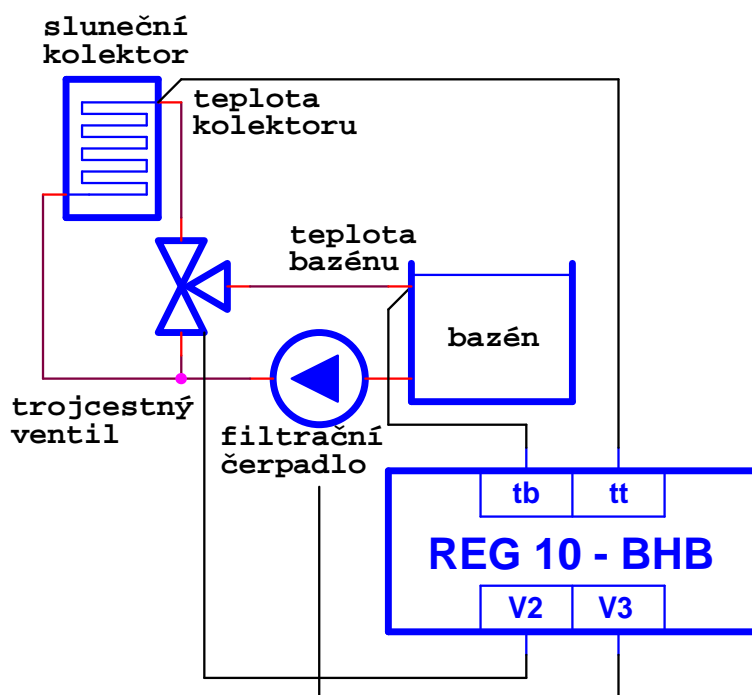 sluneční
kolektor
teplota
kolektoru
teplota
bazénu
bazén
trojcestný
ventil
filtrační
čerpadlo
tb
tt
REG 10 - BHB
V2
V3